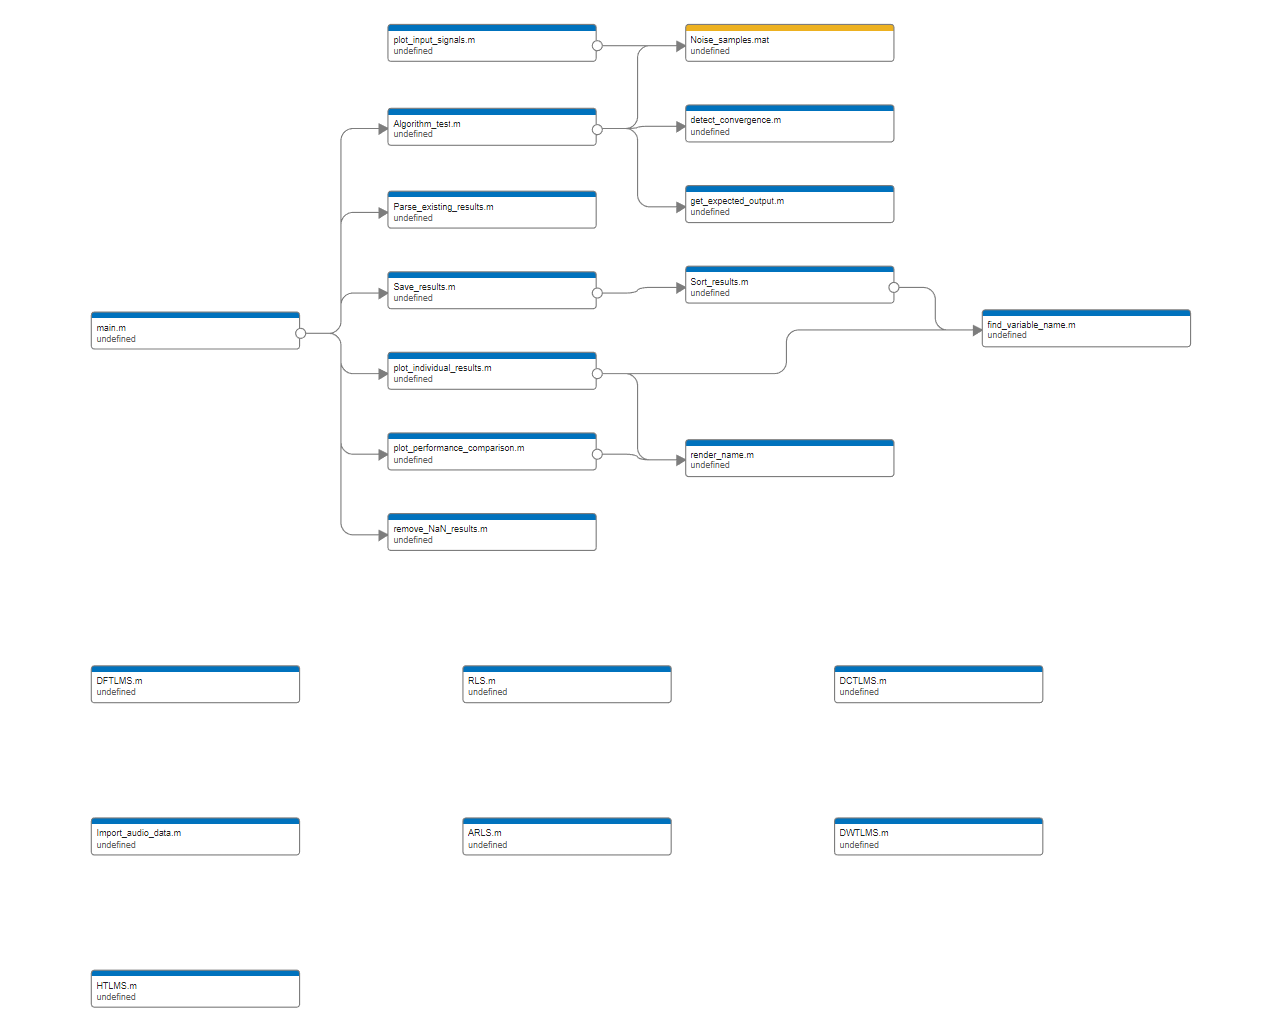 plot_input_signals.m
undefined
Noise_samples.mat
undefined
Algorithm_test.m
undefined
detect_convergence.m
undefined
Parse_existing_results.m
undefined
get_expected_output.m
undefined
Save_results.m
undefined
Sort_results.m
undefined
main.m
undefined
find_variable_name.m
undefined
plot_individual_results.m
undefined
plot_performance_comparison.m
undefined
render_name.m
undefined
remove_NaN_results.m
undefined
DFTLMS.m
undefined
RLS.m
undefined
DCTLMS.m
undefined
Import_audio_data.m
undefined
ARLS.m
undefined
DWTLMS.m
undefined
HTLMS.m
undefined